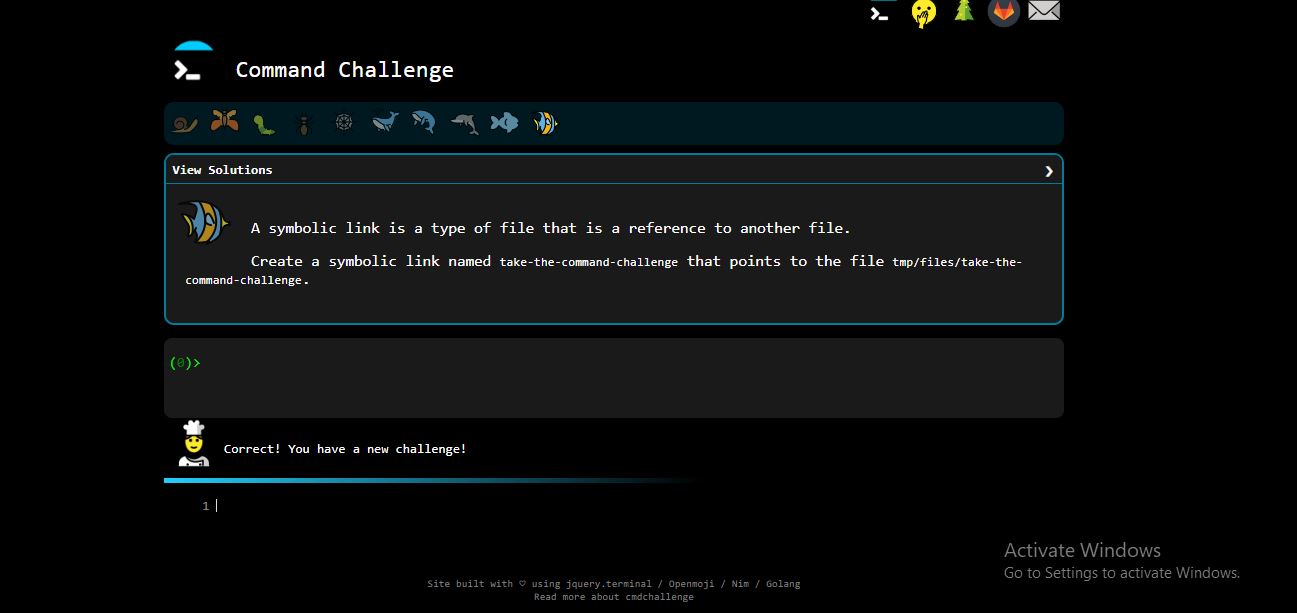 Command Challenge
View Solutions
A symbolic link is a type of file that is a reference to another file.
Create a symbolic link named take-the-command-challenge that points to the file tmp/files/take-the-
command-challenge.
(0)>
Correct! You have a new challenge!
1
Activate Windows
Go to Settings to activate Windows.
Site built with ♡ using jquery.terminal / Openmoji / Nim / Golang
Read more about cmdchallenge